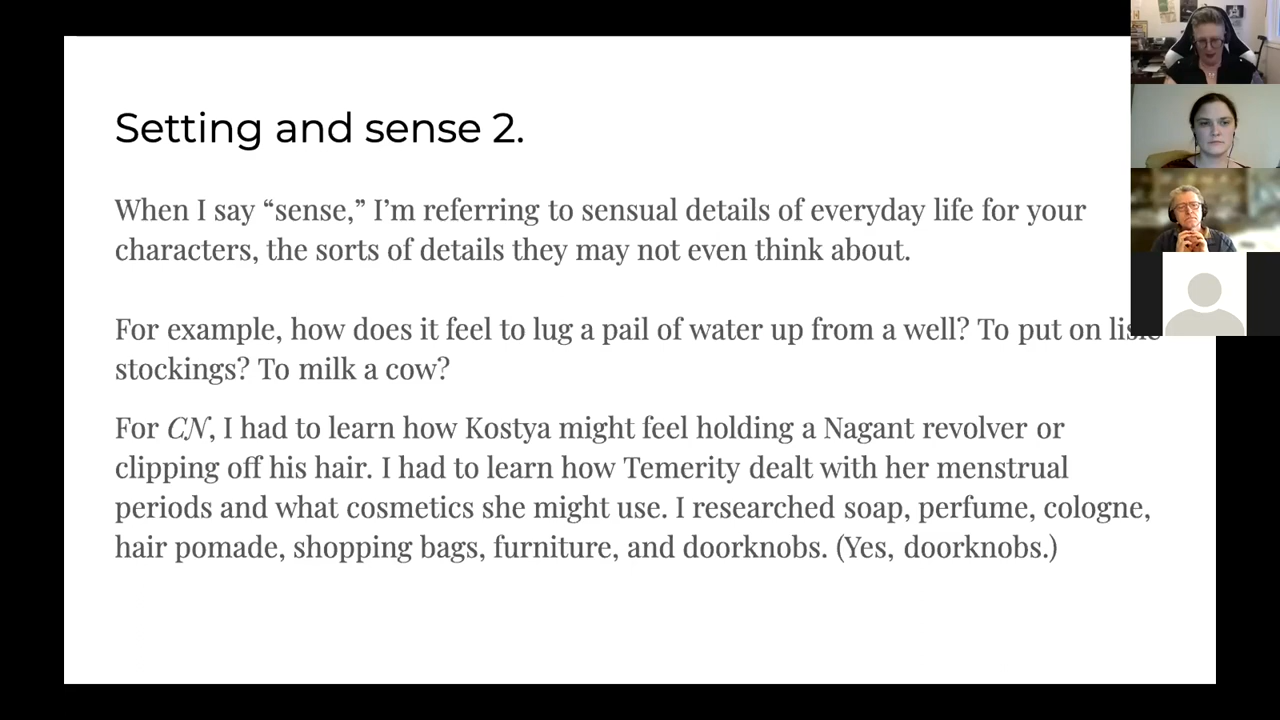 Setting and sense 2.
When I say “sense,” I’m referring to sensual details of everyday life for your
characters, the sorts of details they may not even think about.
For example, how does it feel to lug a pail of water up from a well? To put on lisle
stockings? To milk a cow?
For CN, I had to learn how Kostya might feel holding a Nagant revolver or
clipping off his hair. I had to learn how Temerity dealt with her menstrual
periods and what cosmetics she might use. I researched soap, perfume, cologne,
hair pomade, shopping bags, furniture, and doorknobs. (Yes, doorknobs.)